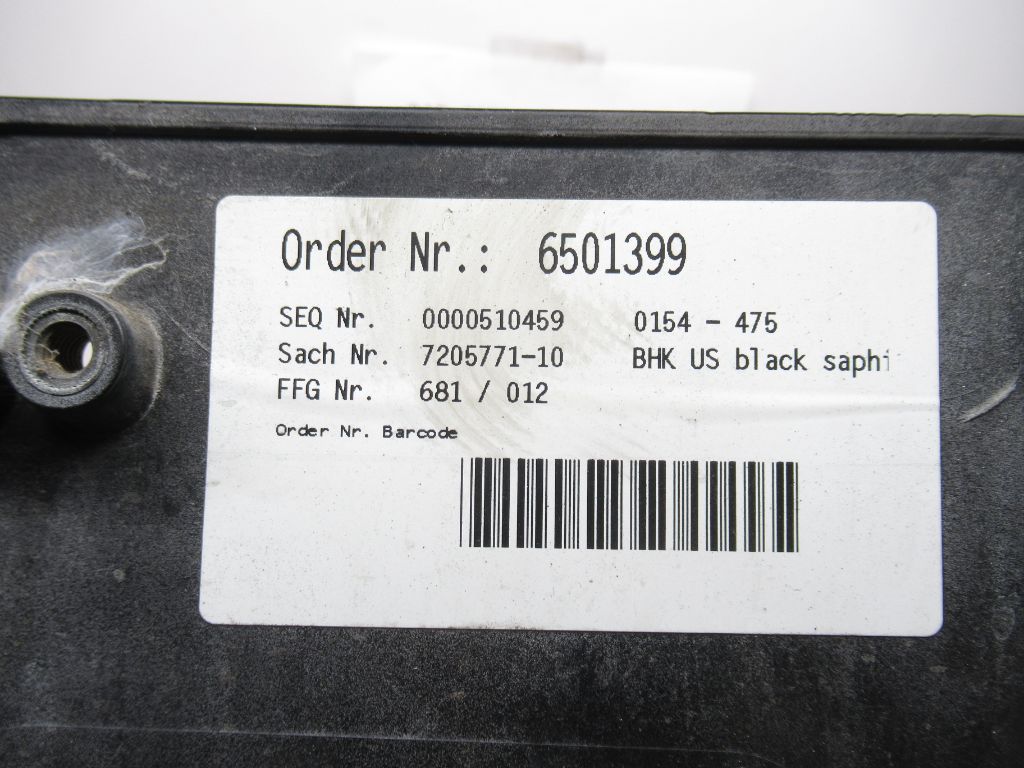 Order Nr.: 6501399
SEQ Nr. 0000510459 0154 - 475
Sach Nr. 7205771-10 BHK US black saphi
FFG Nr. 681 / 012
Order Nr. Barcode